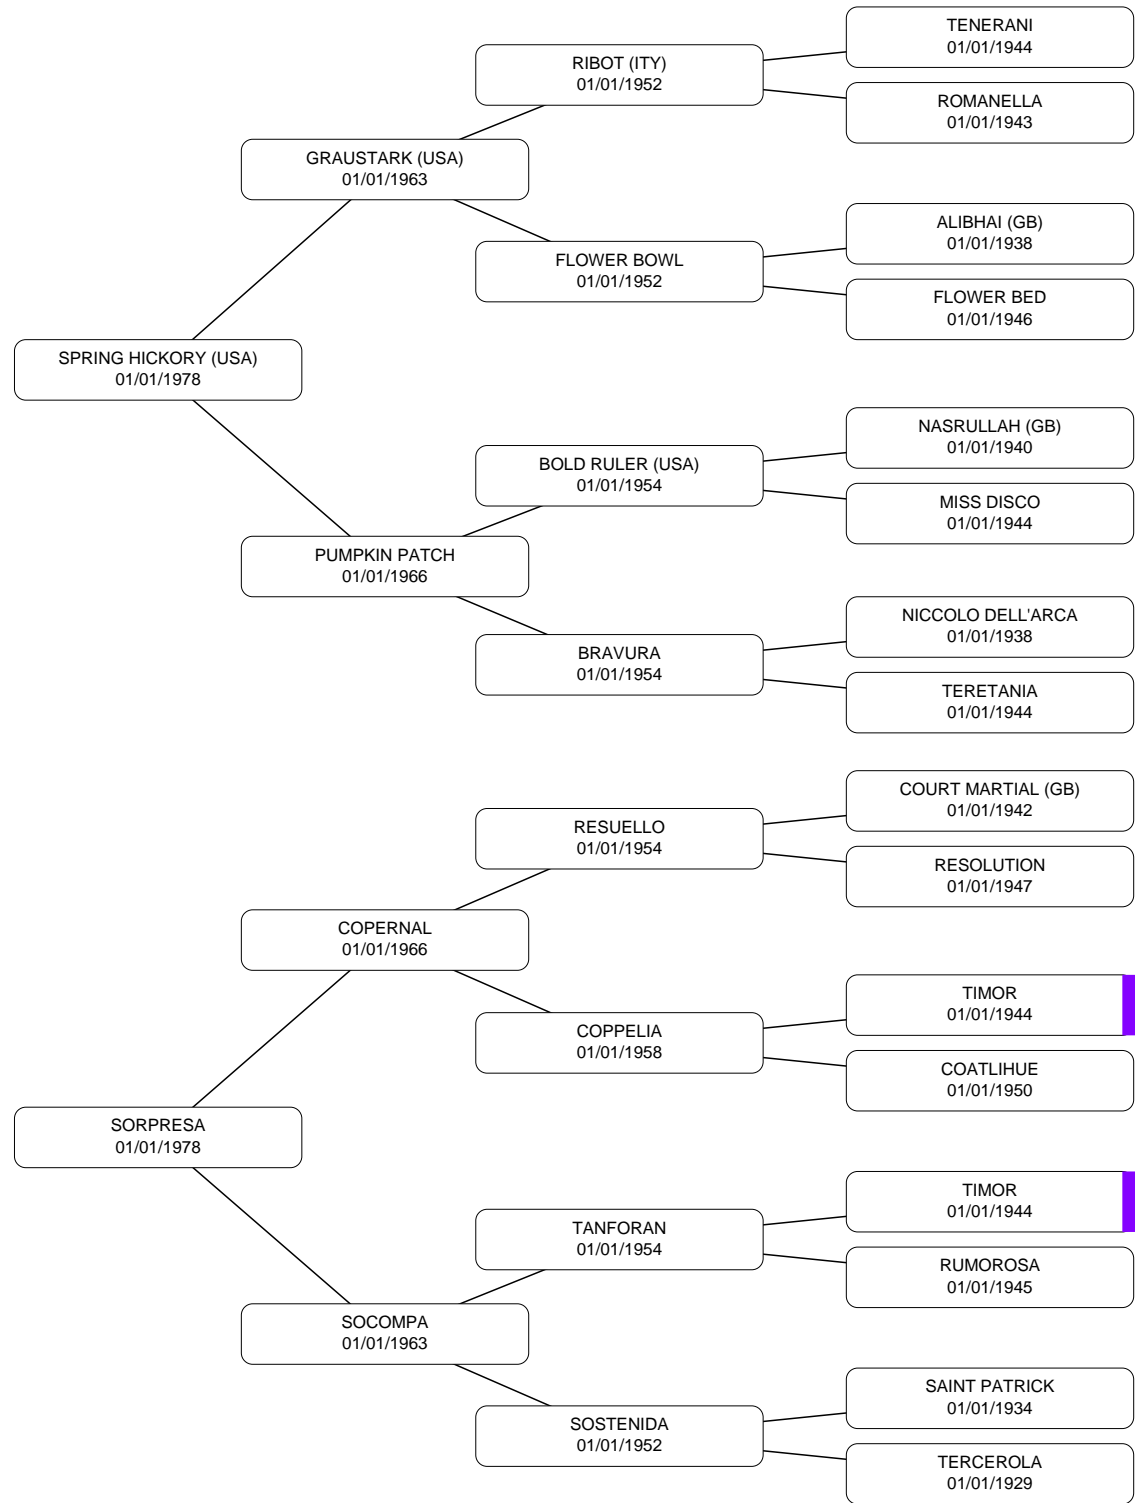 TENERANI
01/01/1944
RIBOT (ITY)
01/01/1952
ROMANELLA
01/01/1943
GRAUSTARK (USA)
01/01/1963
ALIBHAI (GB)
01/01/1938
FLOWER BOWL
01/01/1952
FLOWER BED
01/01/1946
SPRING HICKORY (USA)
01/01/1978
NASRULLAH (GB)
01/01/1940
BOLD RULER (USA)
01/01/1954
MISS DISCO
01/01/1944
PUMPKIN PATCH
01/01/1966
NICCOLO DELL'ARCA
01/01/1938
BRAVURA
01/01/1954
TERETANIA
01/01/1944
COURT MARTIAL (GB)
01/01/1942
RESUELLO
01/01/1954
RESOLUTION
01/01/1947
COPERNAL
01/01/1966
TIMOR
01/01/1944
COPPELIA
01/01/1958
COATLIHUE
01/01/1950
SORPRESA
01/01/1978
TIMOR
01/01/1944
TANFORAN
01/01/1954
RUMOROSA
01/01/1945
SOCOMPA
01/01/1963
SAINT PATRICK
01/01/1934
SOSTENIDA
01/01/1952
TERCEROLA
01/01/1929